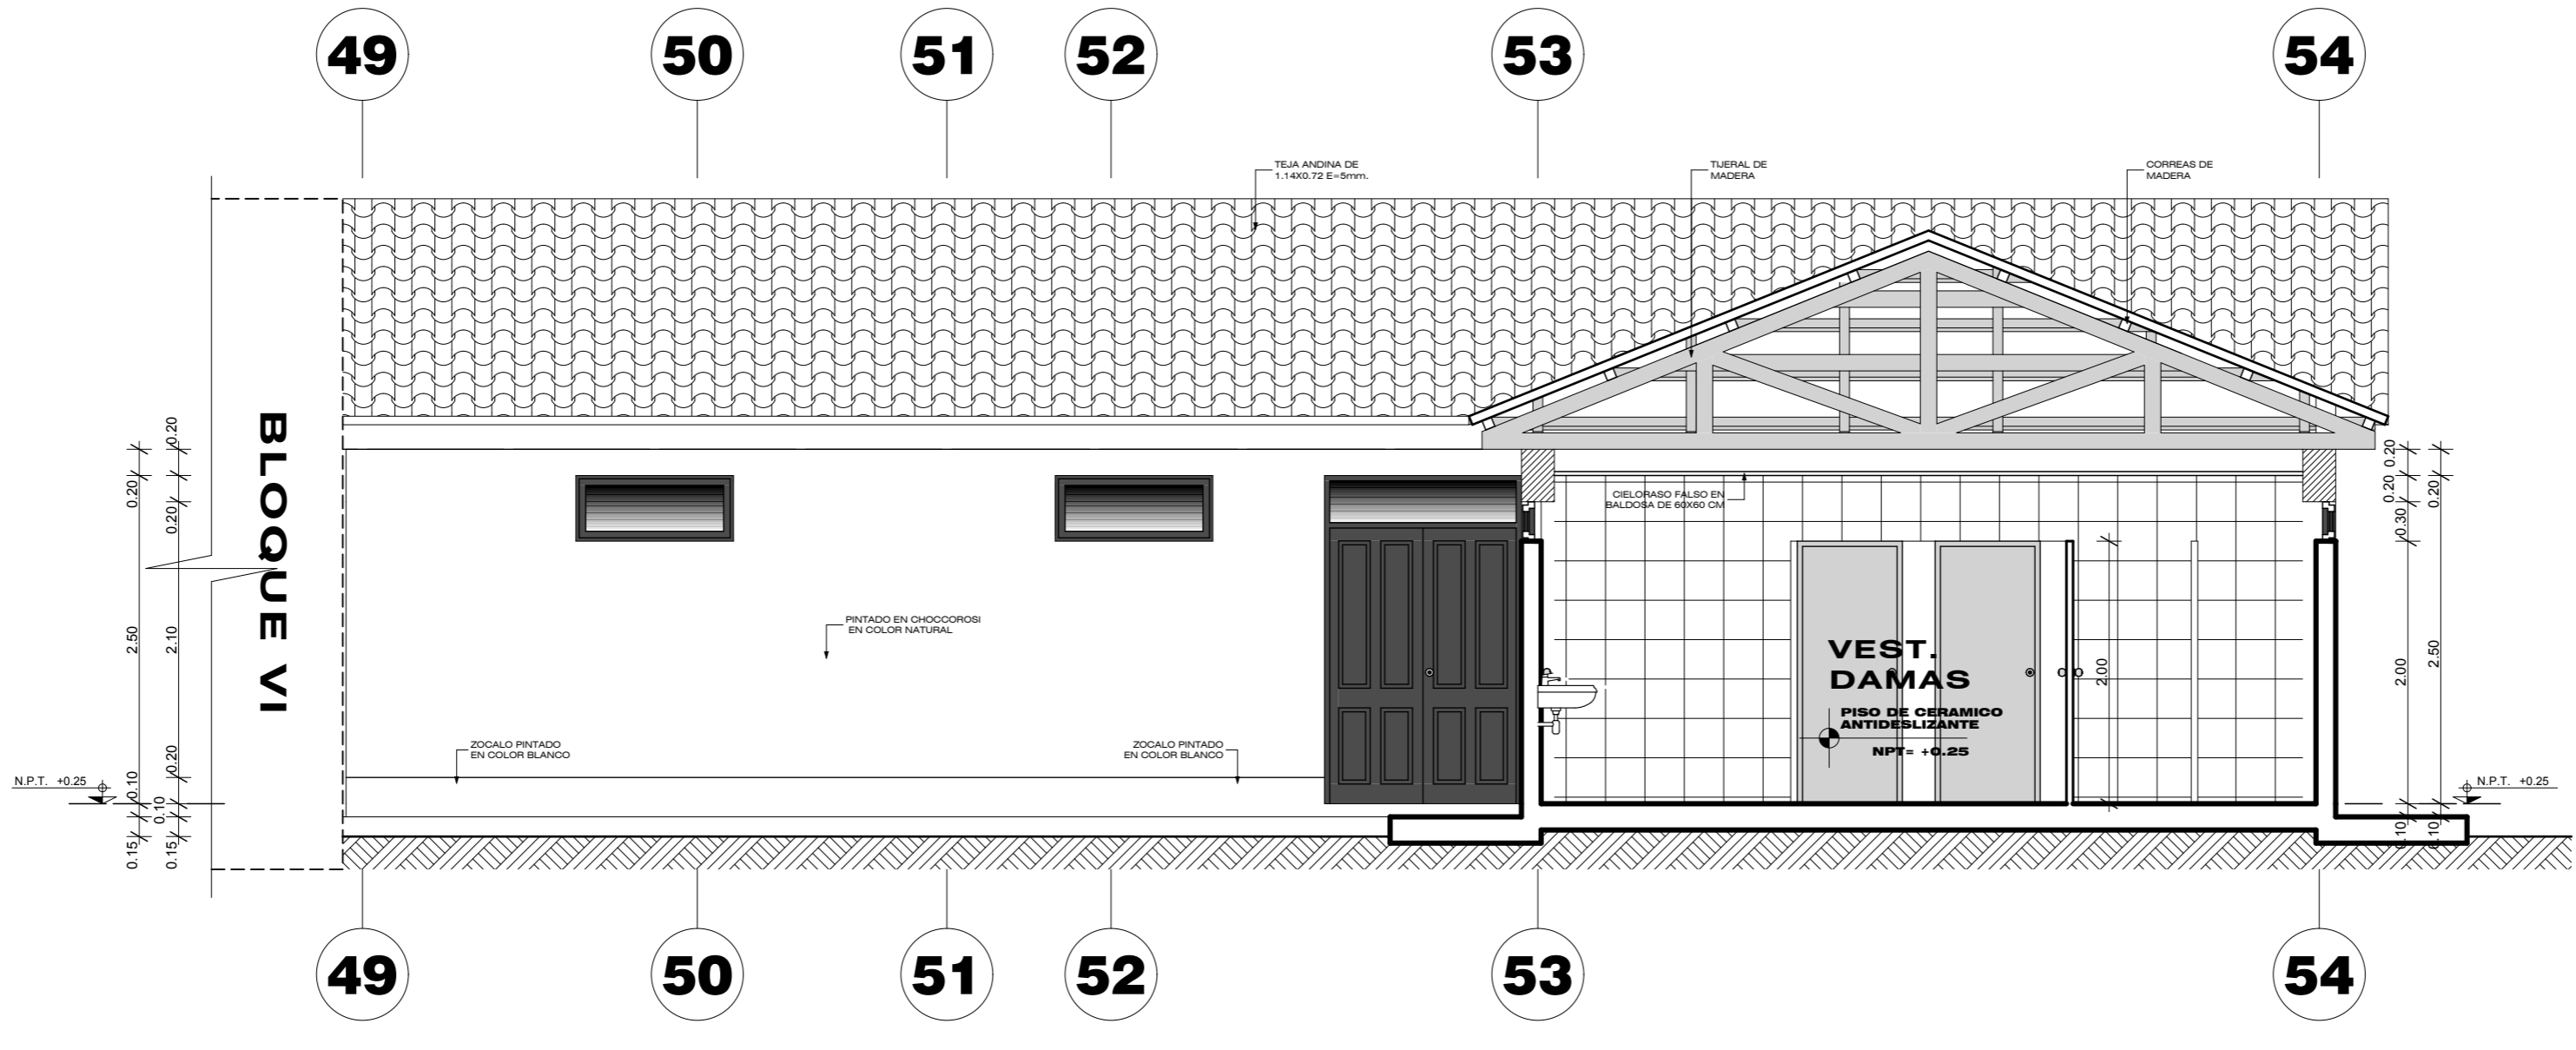 49 50 51 52 53 54
TEJA ANDINA DE
1.14X0.72 E=5mm.
TIJERAL DE
MADERA
CORREAS DE
MADERA
BLOQUE VI
0.20
0.20
0.20
2.50
2.10
0.20
0.10
0.10
0.15
0.15
N.P.T. +0.25
CIELORASO FALSO EN
BALDOSA DE 60X60 CM
PINTADO EN CHOCCOROSI
EN COLOR NATURAL
ZOCALO PINTADO
EN COLOR BLANCO
ZOCALO PINTADO
EN COLOR BLANCO
VEST.
DAMAS
PISO DE CERAMICO
ANTIDESLIZANTE
NPT= +0.25
2.00
0.20
0.20
0.20
0.30
2.00
2.50
0.10
0.10
N.P.T. +0.25
49 50 51 52 53 54